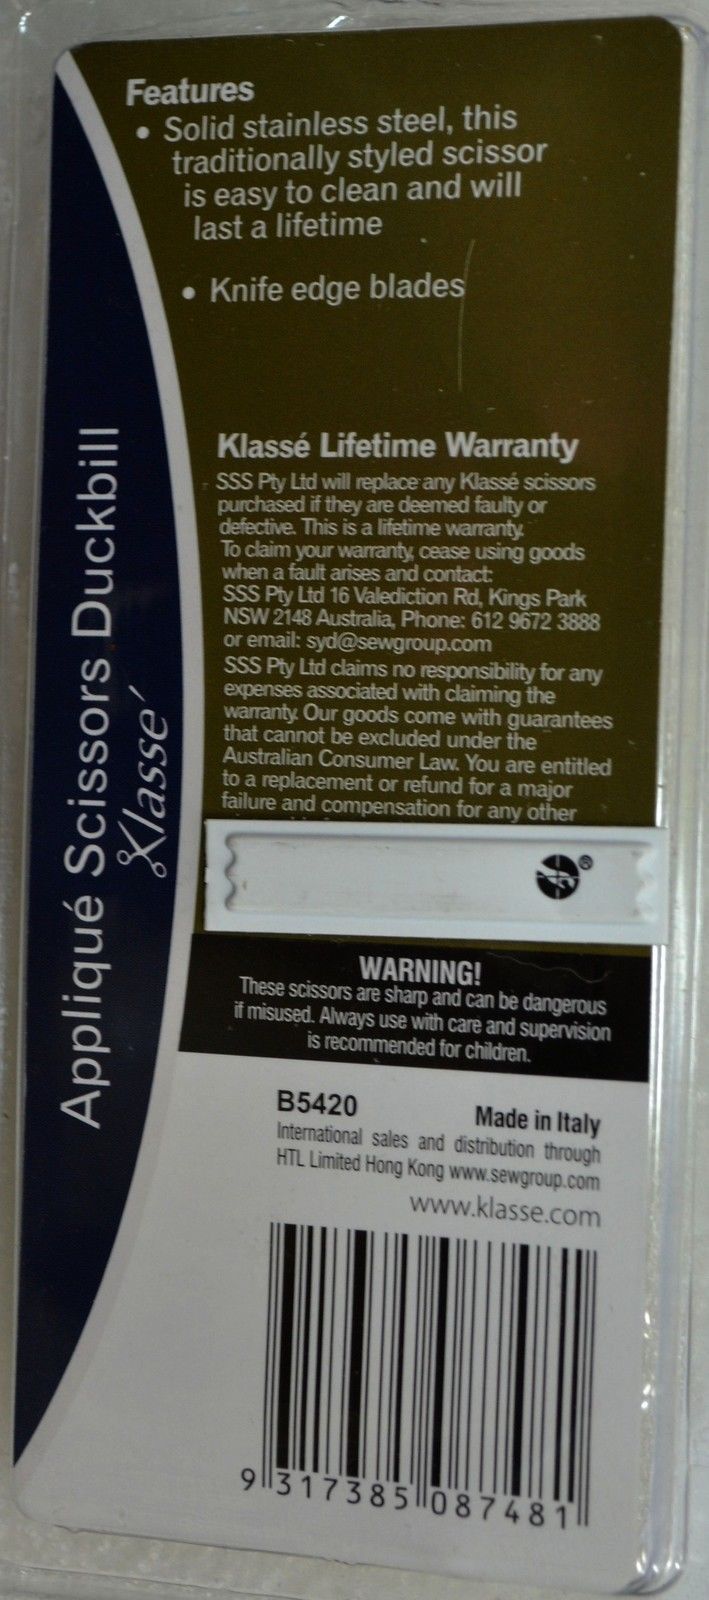 Features
• Solid stainless steel, this
traditionally styled scissor
is easy to clean and will
last a lifetime
• Knife edge blades
Klassé Lifetime Warranty
SSS Pty Ltd will replace any Klassé scissors
purchased if they are deemed faulty or
defective. This is a lifetime warranty.
To claim your warranty, cease using goods
when a fault arises and contact:
SSS Pty Ltd 16 Valediction Rd, Kings Park
NSW 2148 Australia, Phone: 612 9672 3888
or email: syd@sewgroup.com
SSS Pty Ltd claims no responsibility for any
expenses associated with claiming the
warranty. Our goods come with guarantees
that cannot be excluded under the
Australian Consumer Law. You are entitled
to a replacement or refund for a major
failure and compensation for any other
®
Appliqué Scissors Duckbill
Klassé
WARNING!
These scissors are sharp and can be dangerous
if misused. Always use with care and supervision
is recommended for children.
B5420 Made in Italy
International sales and distribution through
HTL Limited Hong Kong www.sewgroup.com
www.klasse.com
9 317385 087481